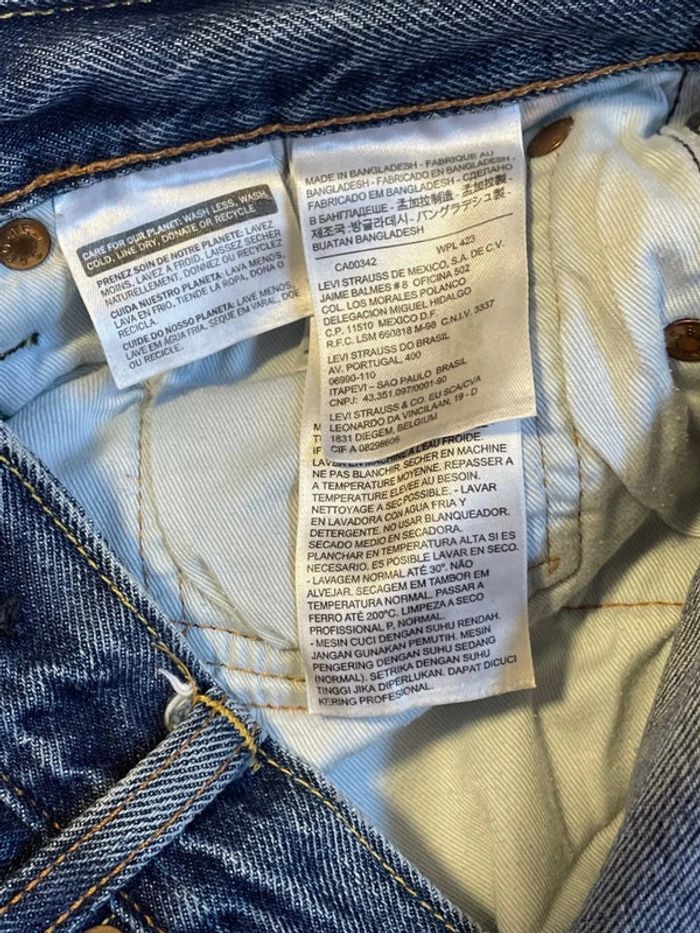 CARE FOR OUR PLANET: WASH LESS, WASH
COLD, LINE DRY, DONATE OR RECYCLE
PRENEZ SOIN DE NOTRE PLANETE: LAVEZ
MOINS, LAVEZ A FROID, LAISSEZ SECHER
NATURELLEMENT, DONNEZ OU RECYCLEZ
CUIDA NUESTRO PLANETA: LAVA MENOS,
LAVA EN FRIO, TIENDE LA ROPA, DONA O
RECICLA.
CUIDE DO NOSSO PLANETA: LAVE MENOS,
LAVE EM AGUA FRIA, SEQUE EM VARAL, DOE
OU RECICLE.
MADE IN BANGLADESH - FABRIQUE AU
BANGLADESH - FABRICADO EN BANGLADESH -
FABRICADO EM BANGLADESH - СДЕЛАНО
В БАНГЛАДЕШЕ - 孟加拉制造 - 孟加拉製 -
제조국 :방글라데시 - バングラデシュ製 -
BUATAN BANGLADESH
CA00342 WPL 423
LEVI STRAUSS DE MEXICO, S.A. DE C.V.
JAIME BALMES # 8 OFICINA 502
COL. LOS MORALES POLANCO
DELEGACION MIGUEL HIDALGO
C.P. 11510 MEXICO D.F.
R.F.C. LSM 660818 M-98 C.N.I.V. 3337
LEVI STRAUSS DO BRASIL
AV. PORTUGAL, 400
06990-110
ITAPEVI – SAO PAULO BRASIL
CNPJ: 43.351.097/0001-90
LEVI STRAUSS & CO. EU SCA/CVA
LEONARDO DA VINCILAAN, 19 - D
1831 DIEGEM, BELGIUM
CIF A 08298606
LAVER EN MACHINE A L'EAU FROIDE.
NE PAS BLANCHIR. SECHER EN MACHINE
A TEMPERATURE MOYENNE. REPASSER A
TEMPERATURE ELEVEE AU BESOIN.
NETTOYAGE A SEC POSSIBLE. - LAVAR
EN LAVADORA CON AGUA FRIA Y
DETERGENTE. NO USAR BLANQUEADOR.
SECADO MEDIO EN SECADORA.
PLANCHAR EN TEMPERATURA ALTA SI ES
NECESARIO. ES POSIBLE LAVAR EN SECO.
- LAVAGEM NORMAL ATÉ 30°. NÃO
ALVEJAR. SECAGEM EM TAMBOR EM
TEMPERATURA NORMAL. PASSAR A
FERRO ATÉ 200ºC. LIMPEZA A SECO
PROFISSIONAL P, NORMAL.
- MESIN CUCI DENGAN SUHU RENDAH.
JANGAN GUNAKAN PEMUTIH. MESIN
PENGERING DENGAN SUHU SEDANG
(NORMAL). SETRIKA DENGAN SUHU
TINGGI JIKA DIPERLUKAN. DAPAT DICUCI
KERING PROFESIONAL.